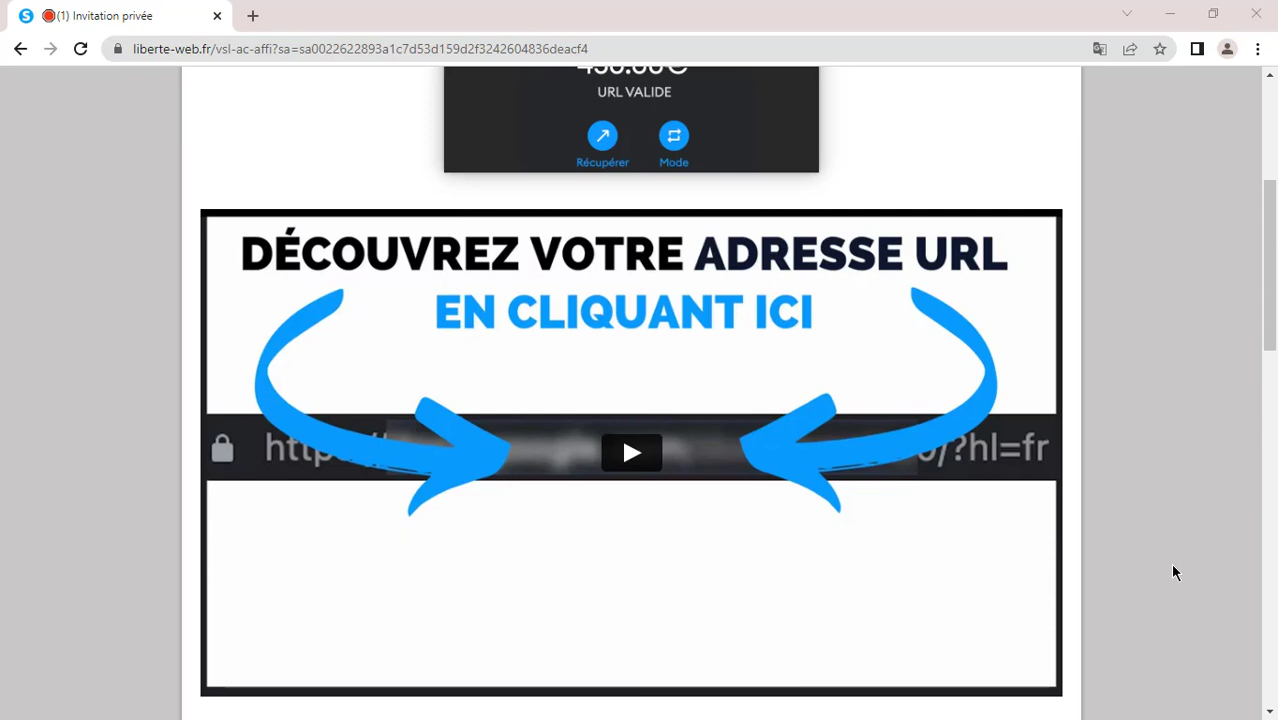 (1) Invitation privée
liberte-web.fr/vsl-ac-affi?sa=sa0022622893a1c7d53d159d2f3242604836deacf4
URL VALIDE
Récupérer Mode
DÉCOUVREZ VOTRE ADRESSE URL
EN CLIQUANT ICI
/?hl=fr